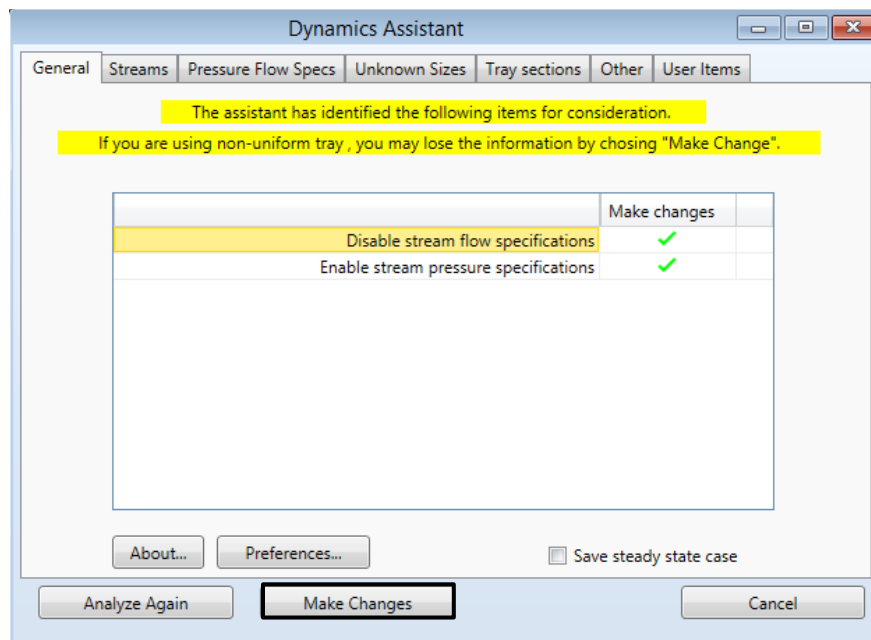 Dynamics Assistant
General Streams Pressure Flow Specs Unknown Sizes Tray sections Other User Items
The assistant has identified the following items for consideration.
If you are using non-uniform tray , you may lose the information by chosing "Make Change".
Make changes
Disable stream flow specifications
Enable stream pressure specifications
About... Preferences... Save steady state case
Analyze Again Make Changes Cancel